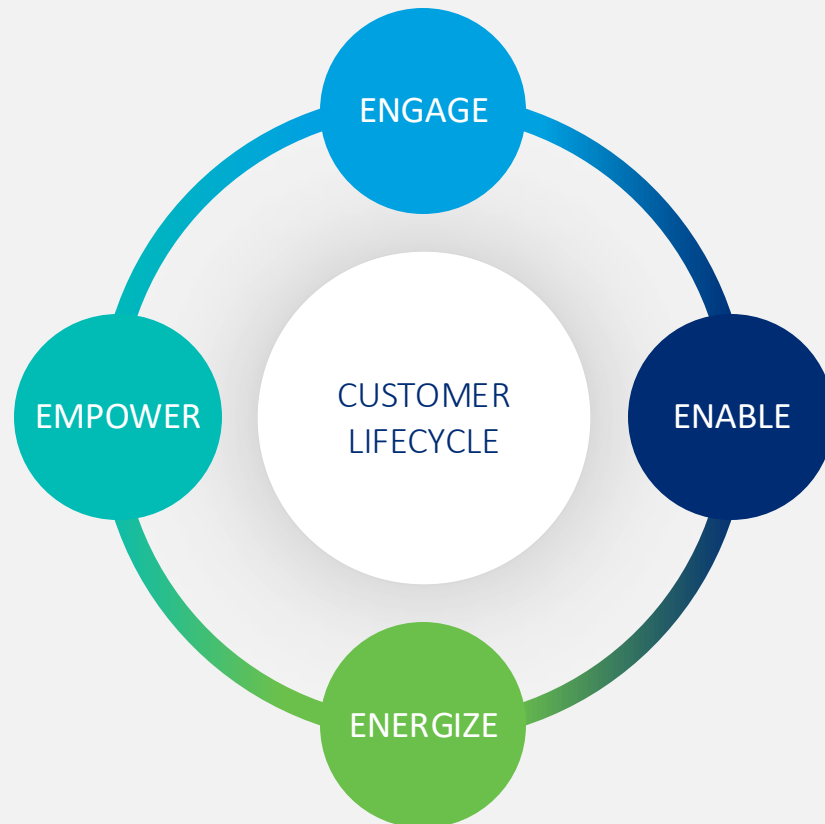 ENGAGE
EMPOWER
CUSTOMER
LIFECYCLE
ENABLE
ENERGIZE